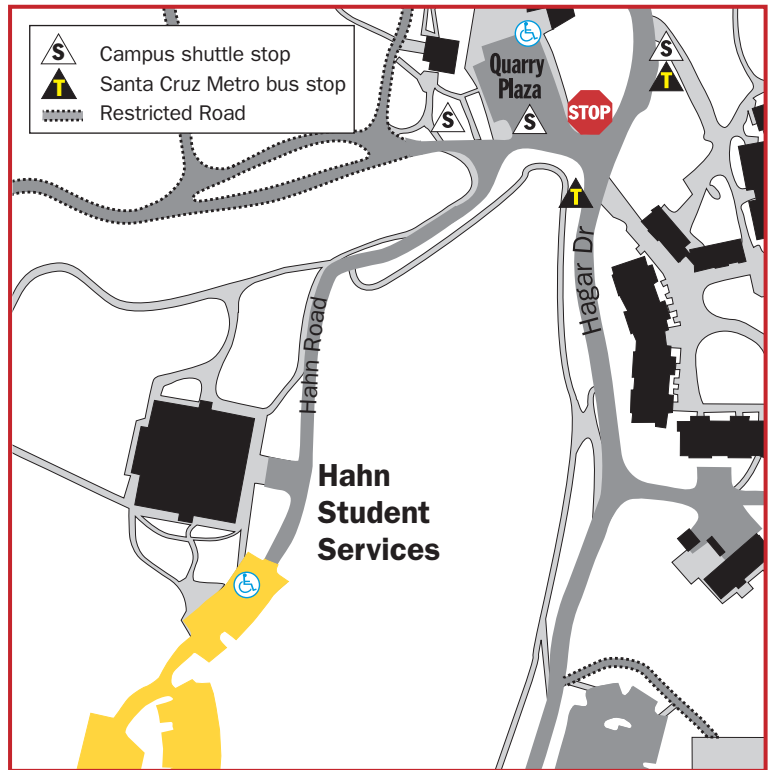 S Campus shuttle stop
T Santa Cruz Metro bus stop
Restricted Road
Quarry
Plaza
S
S
STOP
S
T
T
Hagar Dr
Hahn Road
Hahn
Student
Services